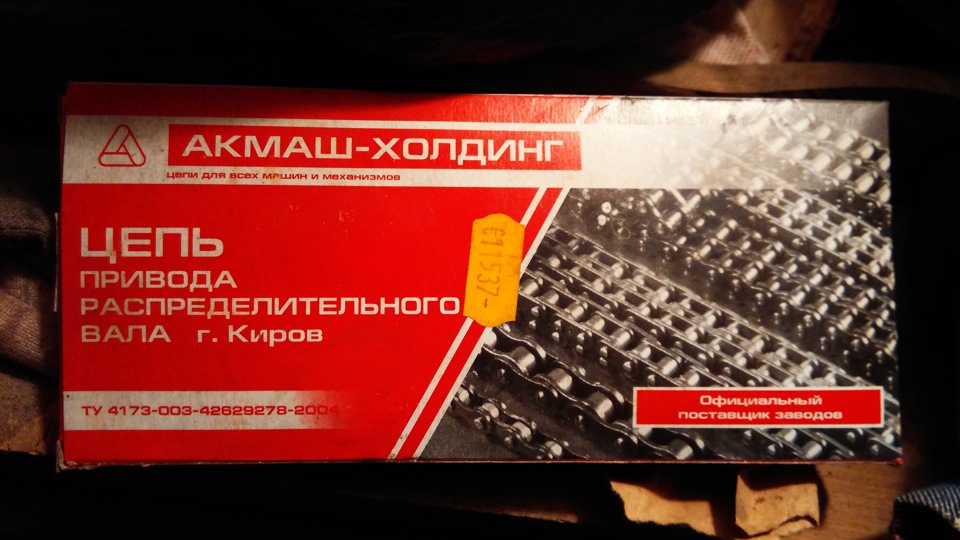 АКМАШ-ХОЛДИНГ
цепи для всех машин и механизмов
ЦЕПЬ
ПРИВОДА
РАСПРЕДЕЛИТЕЛЬНОГО
ВАЛА г. Киров
ТУ 4173-003-42629278-2004
Официальный
поставщик заводов